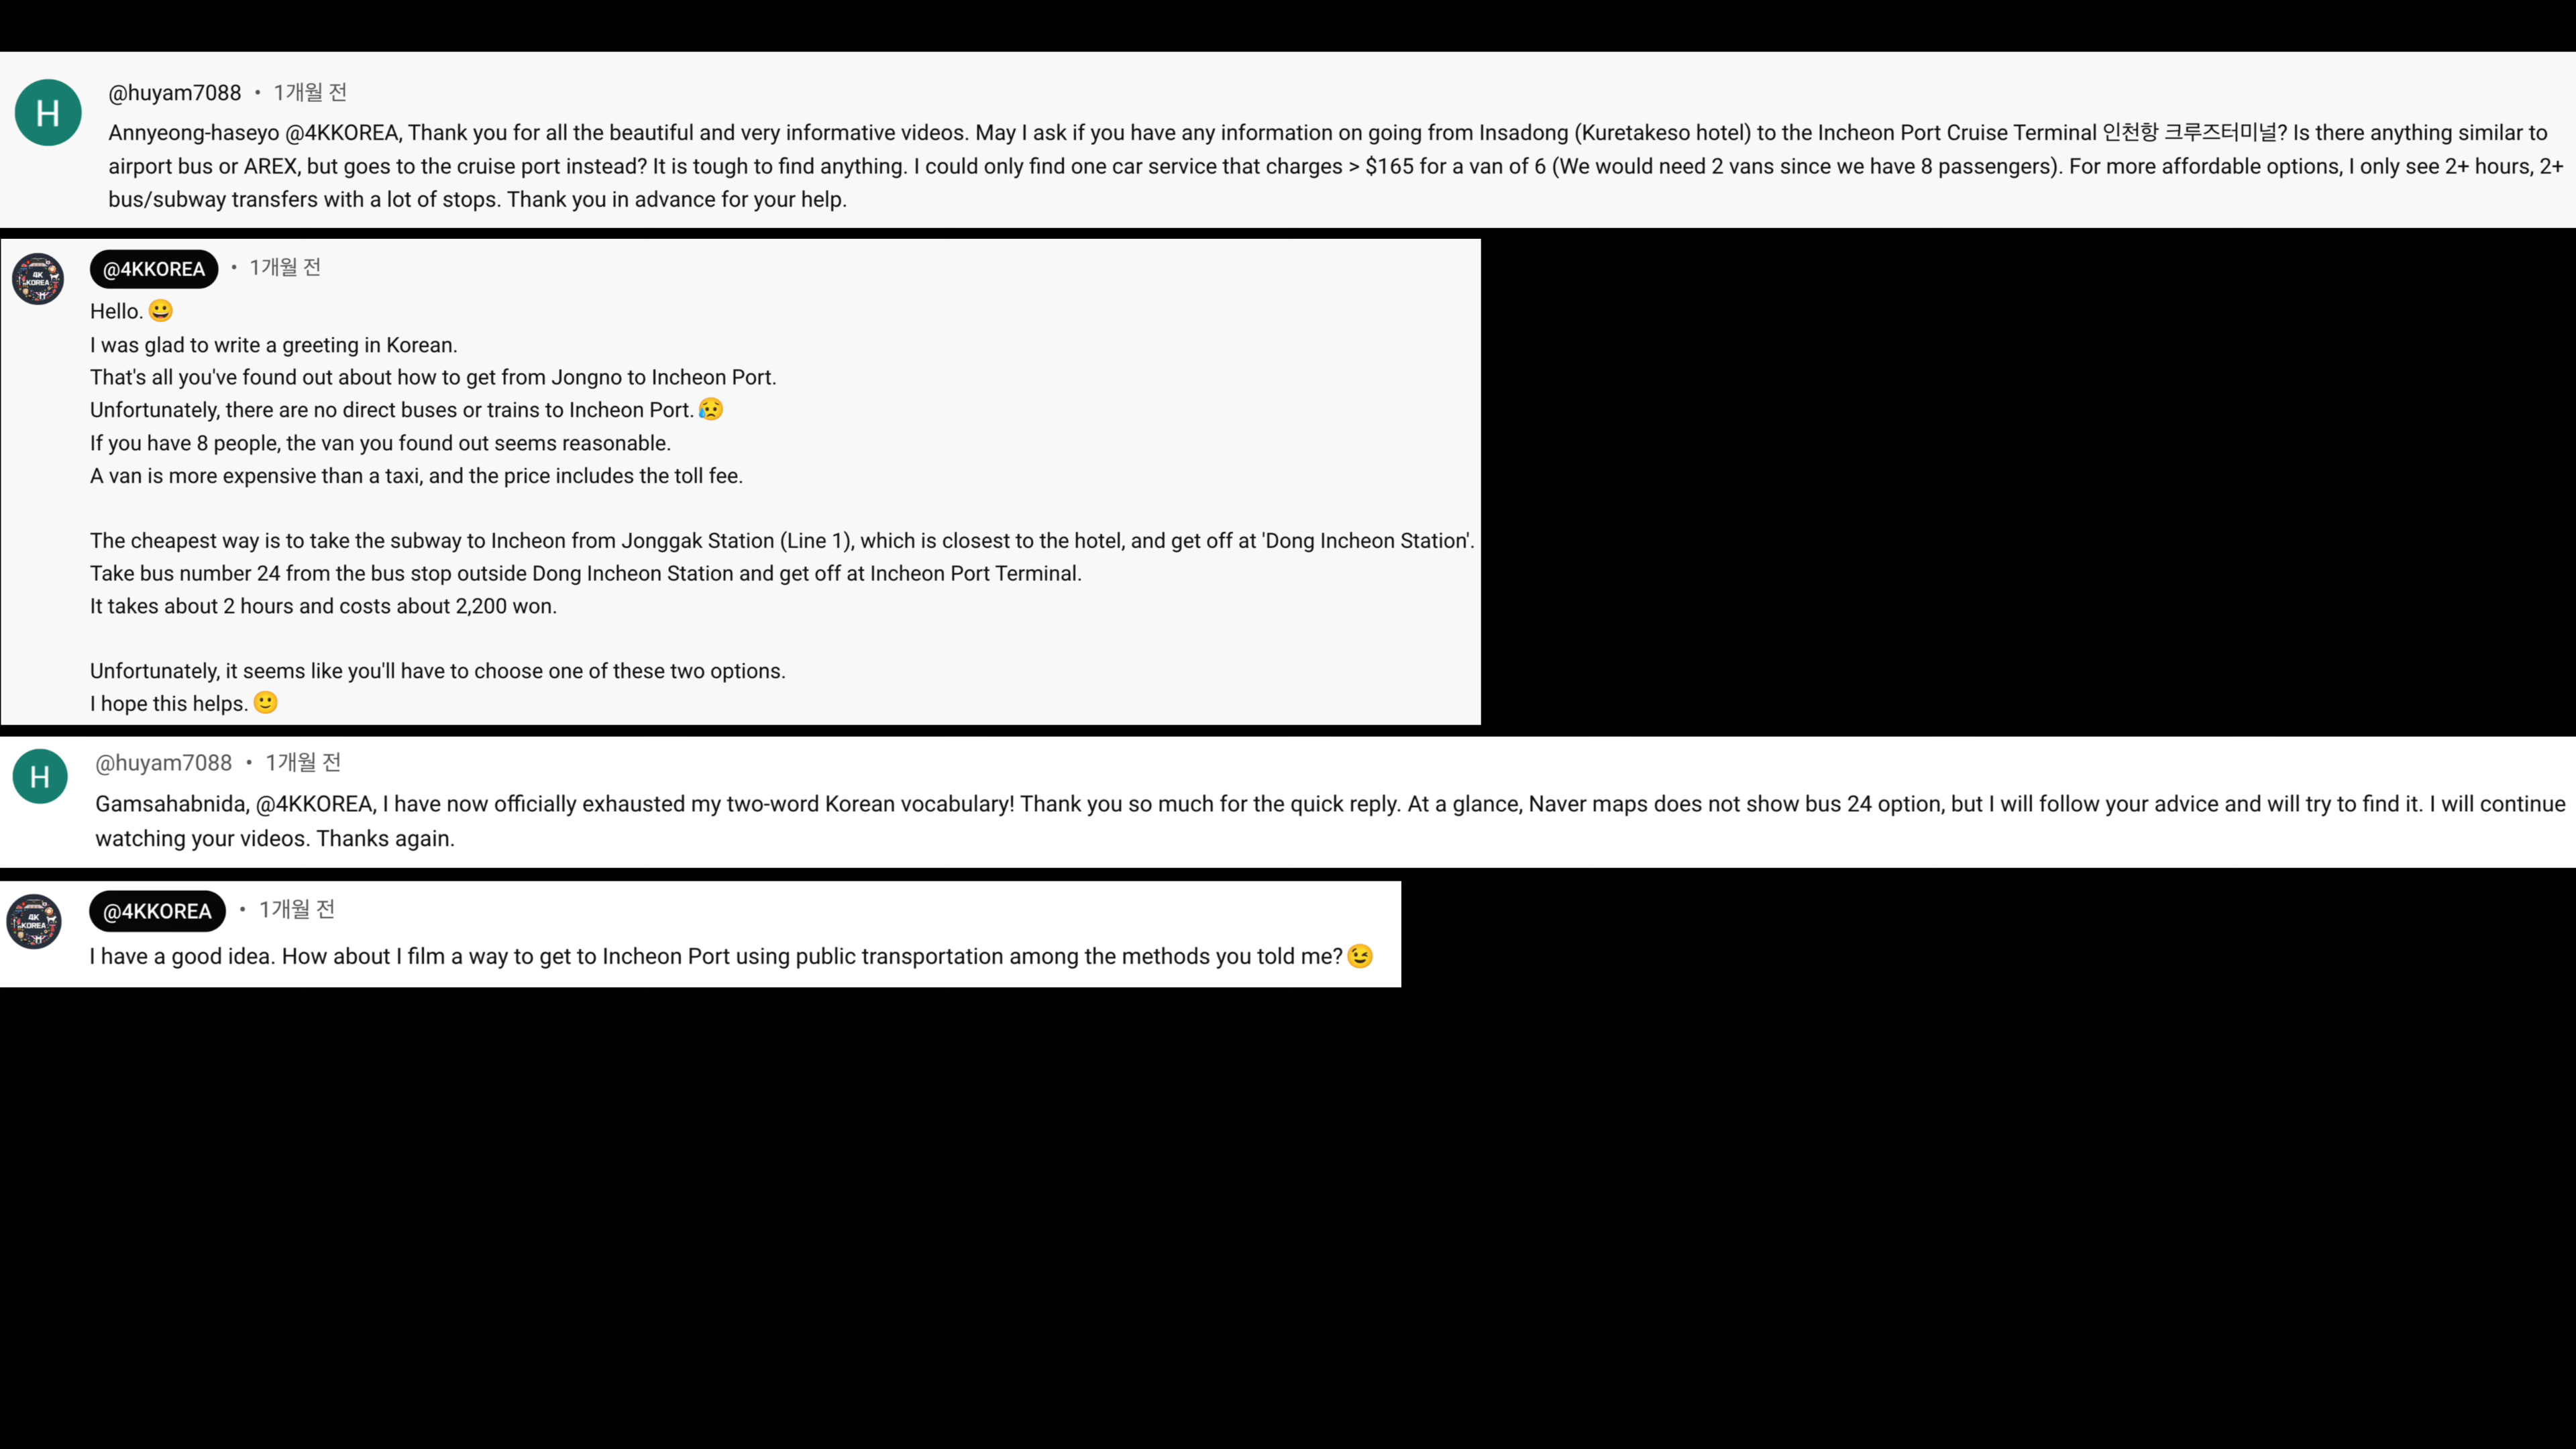 H
@huyam7088 • 1개월 전
Annyeong-haseyo @4KKOREA, Thank you for all the beautiful and very informative videos. May I ask if you have any information on going from Insadong (Kuretakeso hotel) to the Incheon Port Cruise Terminal 인천항 크루즈터미널? Is there anything similar to
airport bus or AREX, but goes to the cruise port instead? It is tough to find anything. I could only find one car service that charges > $165 for a van of 6 (We would need 2 vans since we have 8 passengers). For more affordable options, I only see 2+ hours, 2+
bus/subway transfers with a lot of stops. Thank you in advance for your help.
4K
KOREA
@4KKOREA • 1개월 전
Hello. 😀
I was glad to write a greeting in Korean.
That's all you've found out about how to get from Jongno to Incheon Port.
Unfortunately, there are no direct buses or trains to Incheon Port. 😥
If you have 8 people, the van you found out seems reasonable.
A van is more expensive than a taxi, and the price includes the toll fee.
The cheapest way is to take the subway to Incheon from Jonggak Station (Line 1), which is closest to the hotel, and get off at 'Dong Incheon Station'.
Take bus number 24 from the bus stop outside Dong Incheon Station and get off at Incheon Port Terminal.
It takes about 2 hours and costs about 2,200 won.
Unfortunately, it seems like you'll have to choose one of these two options.
I hope this helps. 🙂
H
@huyam7088 • 1개월 전
Gamsahabnida, @4KKOREA, I have now officially exhausted my two-word Korean vocabulary! Thank you so much for the quick reply. At a glance, Naver maps does not show bus 24 option, but I will follow your advice and will try to find it. I will continue
watching your videos. Thanks again.
4K
KOREA
@4KKOREA • 1개월 전
I have a good idea. How about I film a way to get to Incheon Port using public transportation among the methods you told me? 😉